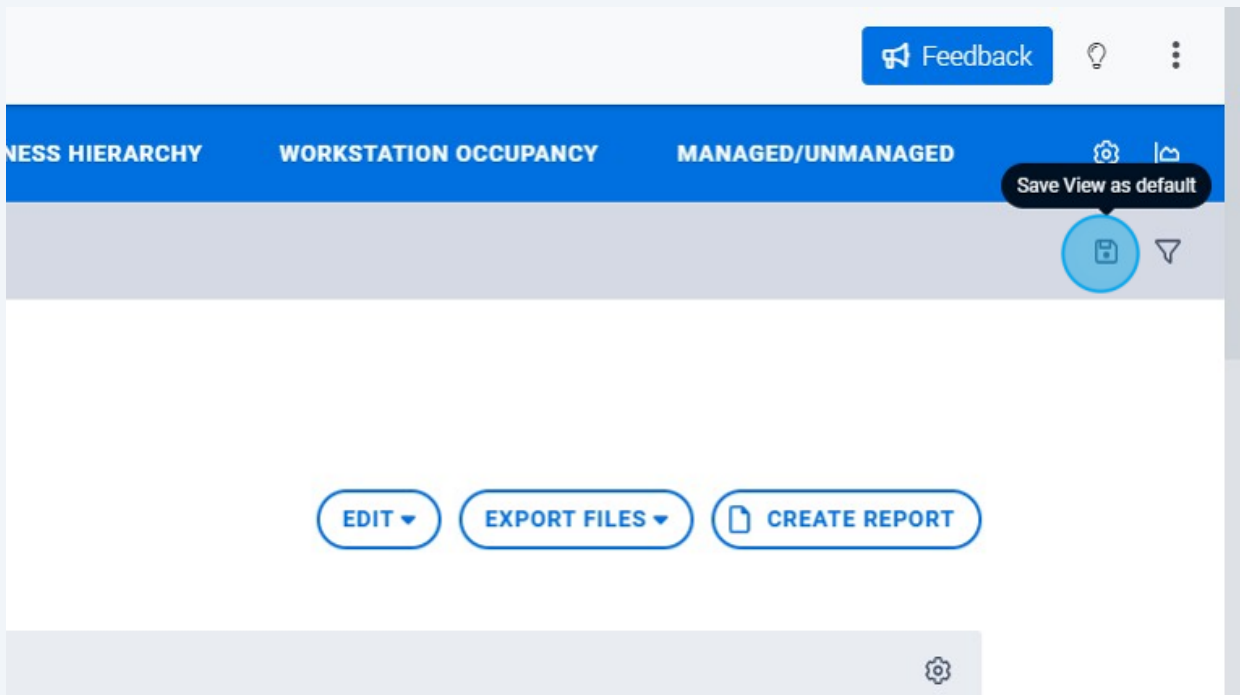 Feedback
NESS HIERARCHY WORKSTATION OCCUPANCY MANAGED/UNMANAGED
Save View as default
EDIT EXPORT FILES CREATE REPORT